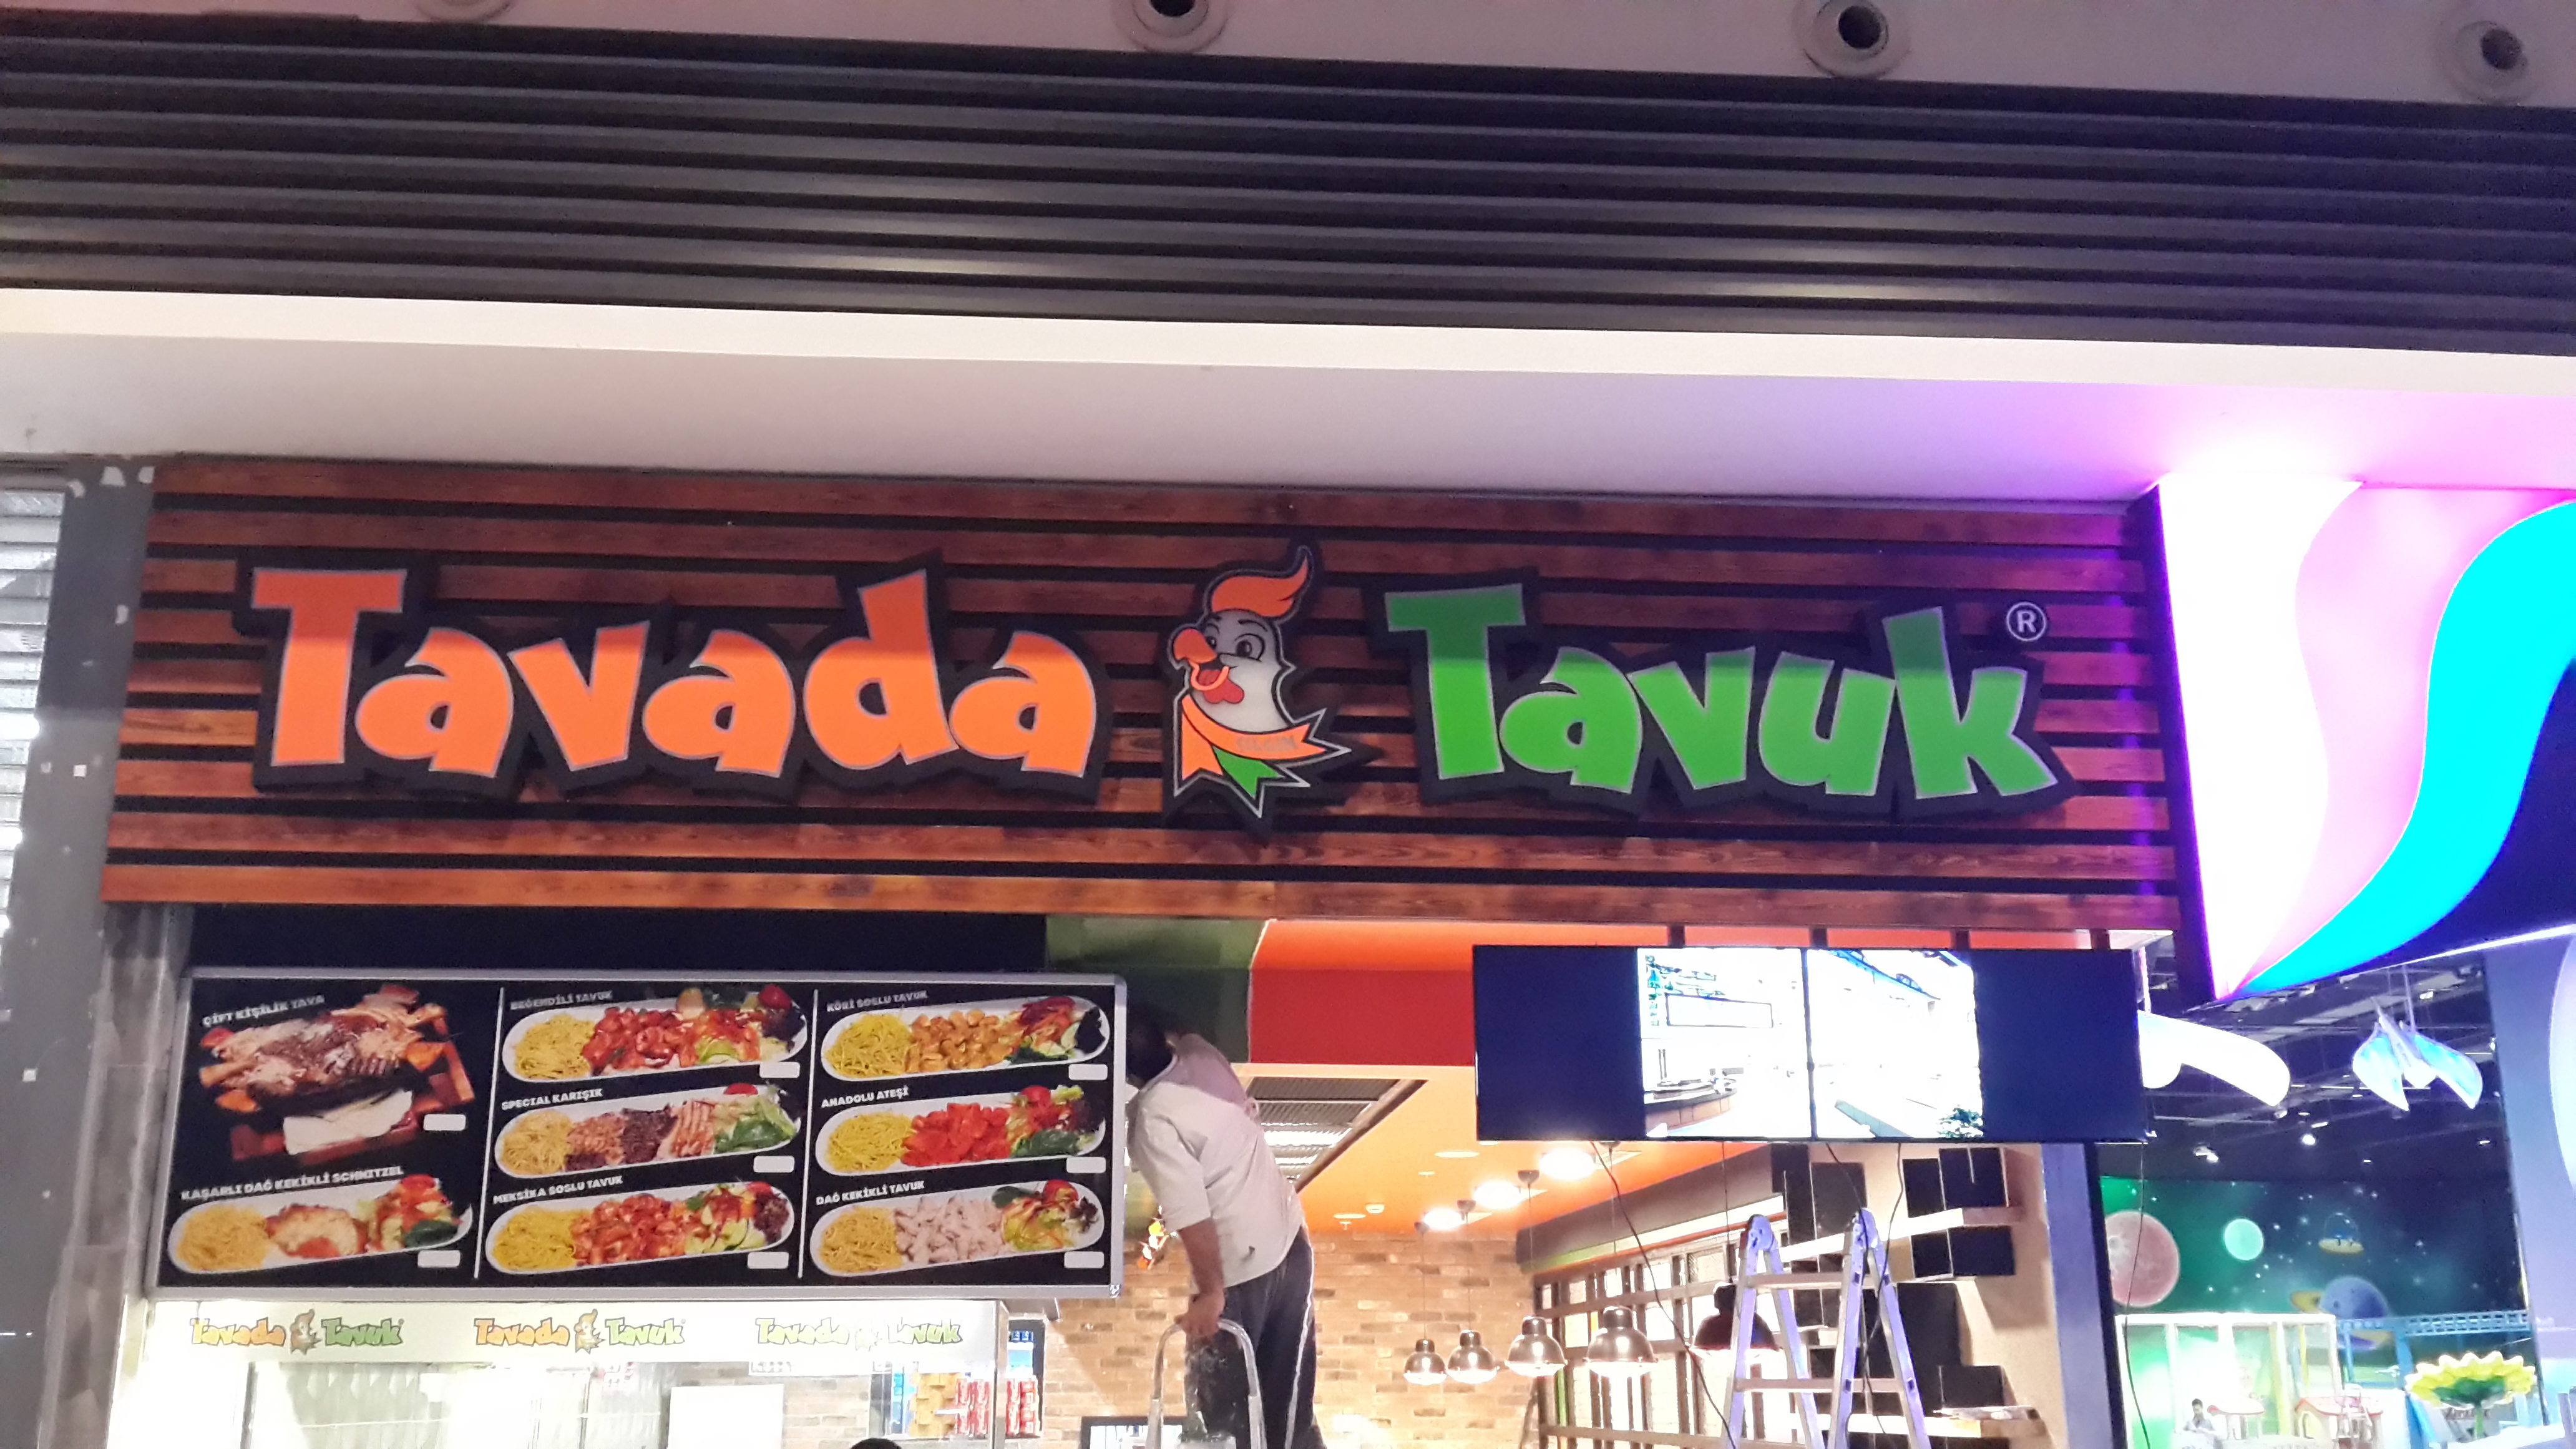 Tavada Tavuk ®
ÇİFT KİŞİLİK TAVA
KAŞARLI DAĞ KEKİKLİ SCHNITZEL
BEĞENDİLİ TAVUK
SPECIAL KARIŞIK
MEKSİKA SOSLU TAVUK
KÖRİ SOSLU TAVUK
ANADOLU ATEŞİ
DAĞ KEKİKLİ TAVUK
Tavada Tavuk
Tavada Tavuk
Tavada Tavuk